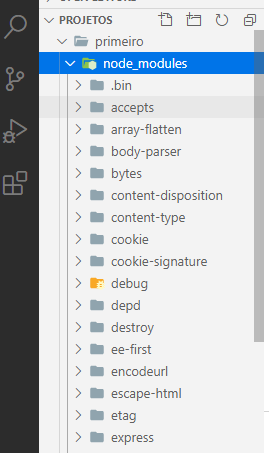 PROJETOS
primeiro
node_modules
.bin
accepts
array-flatten
body-parser
bytes
content-disposition
content-type
cookie
cookie-signature
debug
depd
destroy
ee-first
encodeurl
escape-html
etag
express